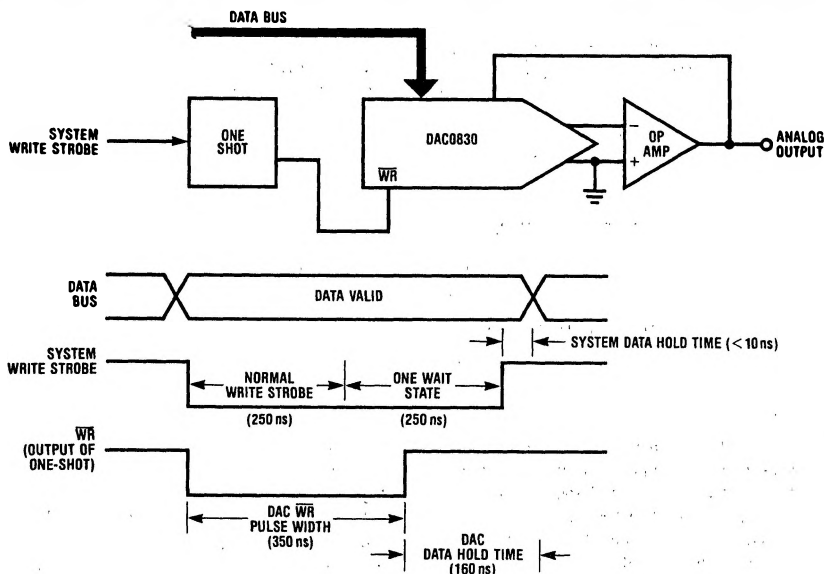 DATA BUS
SYSTEM
WRITE STROBE
ONE
SHOT
DAC0830
WR
−
+
OP
AMP
ANALOG
OUTPUT
DATA
BUS
DATA VALID
SYSTEM DATA HOLD TIME (<10 ns)
SYSTEM
WRITE STROBE
NORMAL
WRITE STROBE
(250 ns)
ONE WAIT
STATE
(250 ns)
WR
(OUTPUT OF
ONE-SHOT)
DAC WR
PULSE WIDTH
(350 ns)
DAC
DATA HOLD TIME
(160 ns)